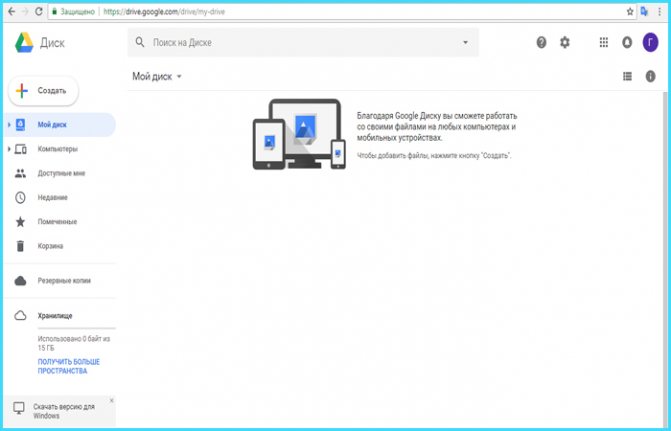 Защищено https://drive.google.com/drive/my-drive
Диск
Поиск на Диске
Г
Мой диск
Создать
Мой диск
Компьютеры
Доступные мне
Недавние
Помеченные
Корзина
Резервные копии
Хранилище
Использовано 0 байт из
15 ГБ
ПОЛУЧИТЬ БОЛЬШЕ
ПРОСТРАНСТВА
Скачать версию для
Windows
Благодаря Google Диску вы сможете работать
со своими файлами на любых компьютерах и
мобильных устройствах.
Чтобы добавить файлы, нажмите кнопку "Создать".